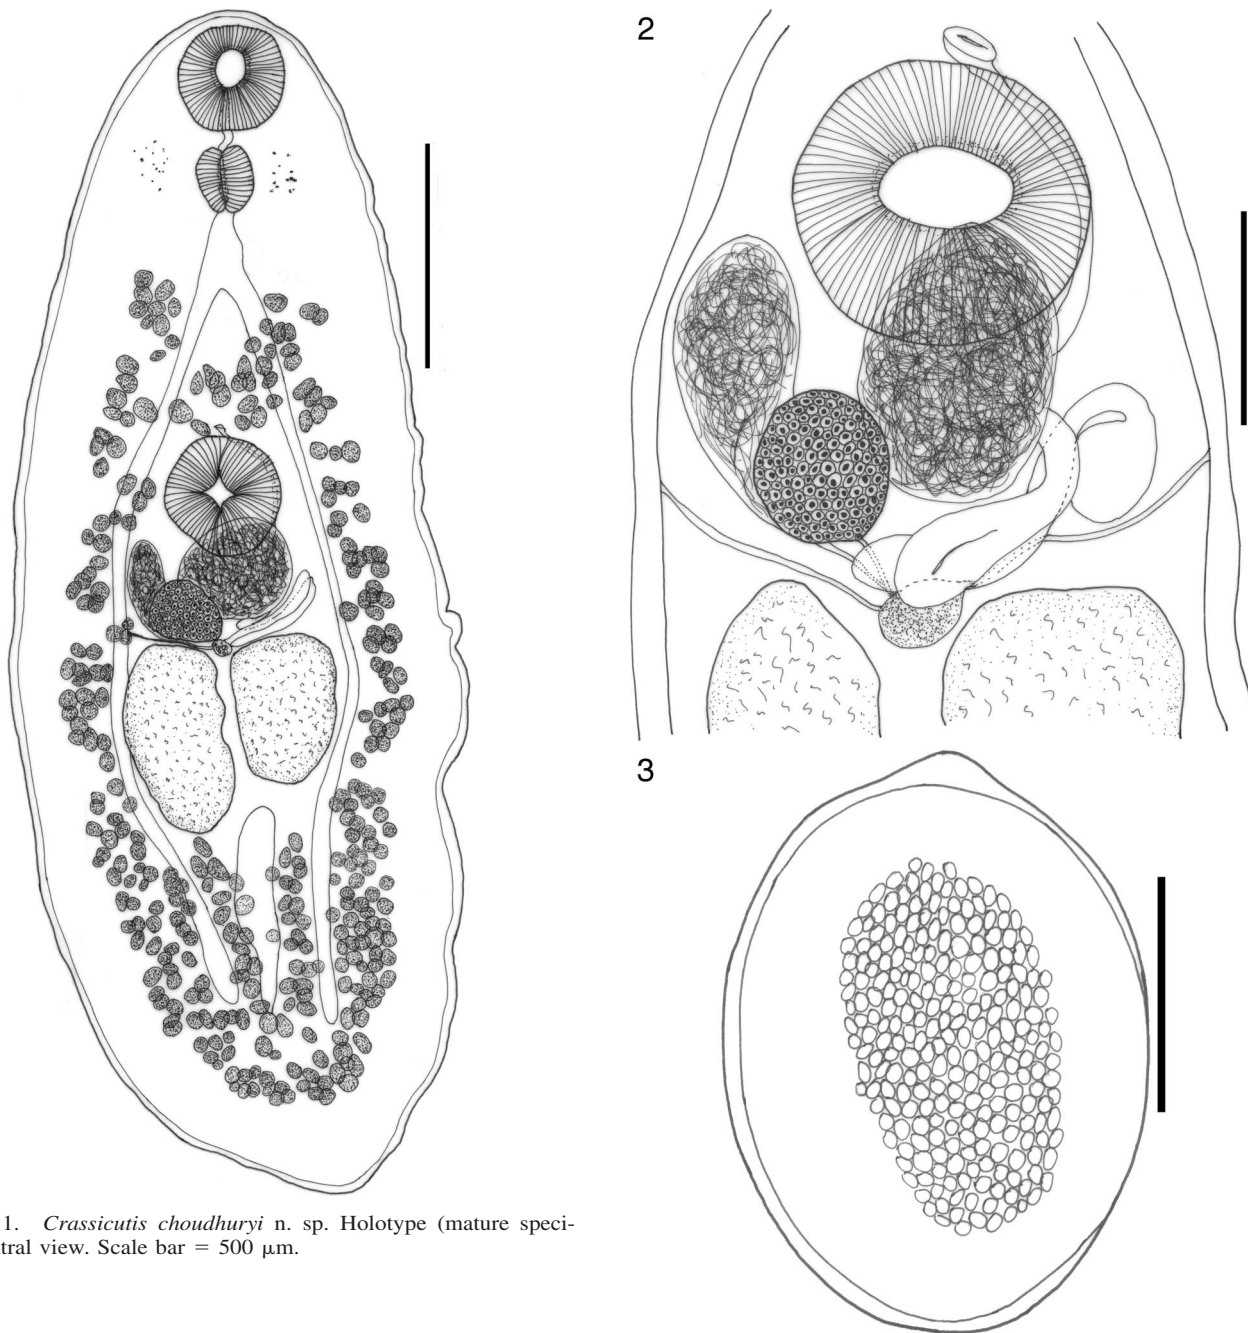 2
3
1. Crassicutis choudhuryi n. sp. Holotype (mature speci-
tral view. Scale bar = 500 μm.